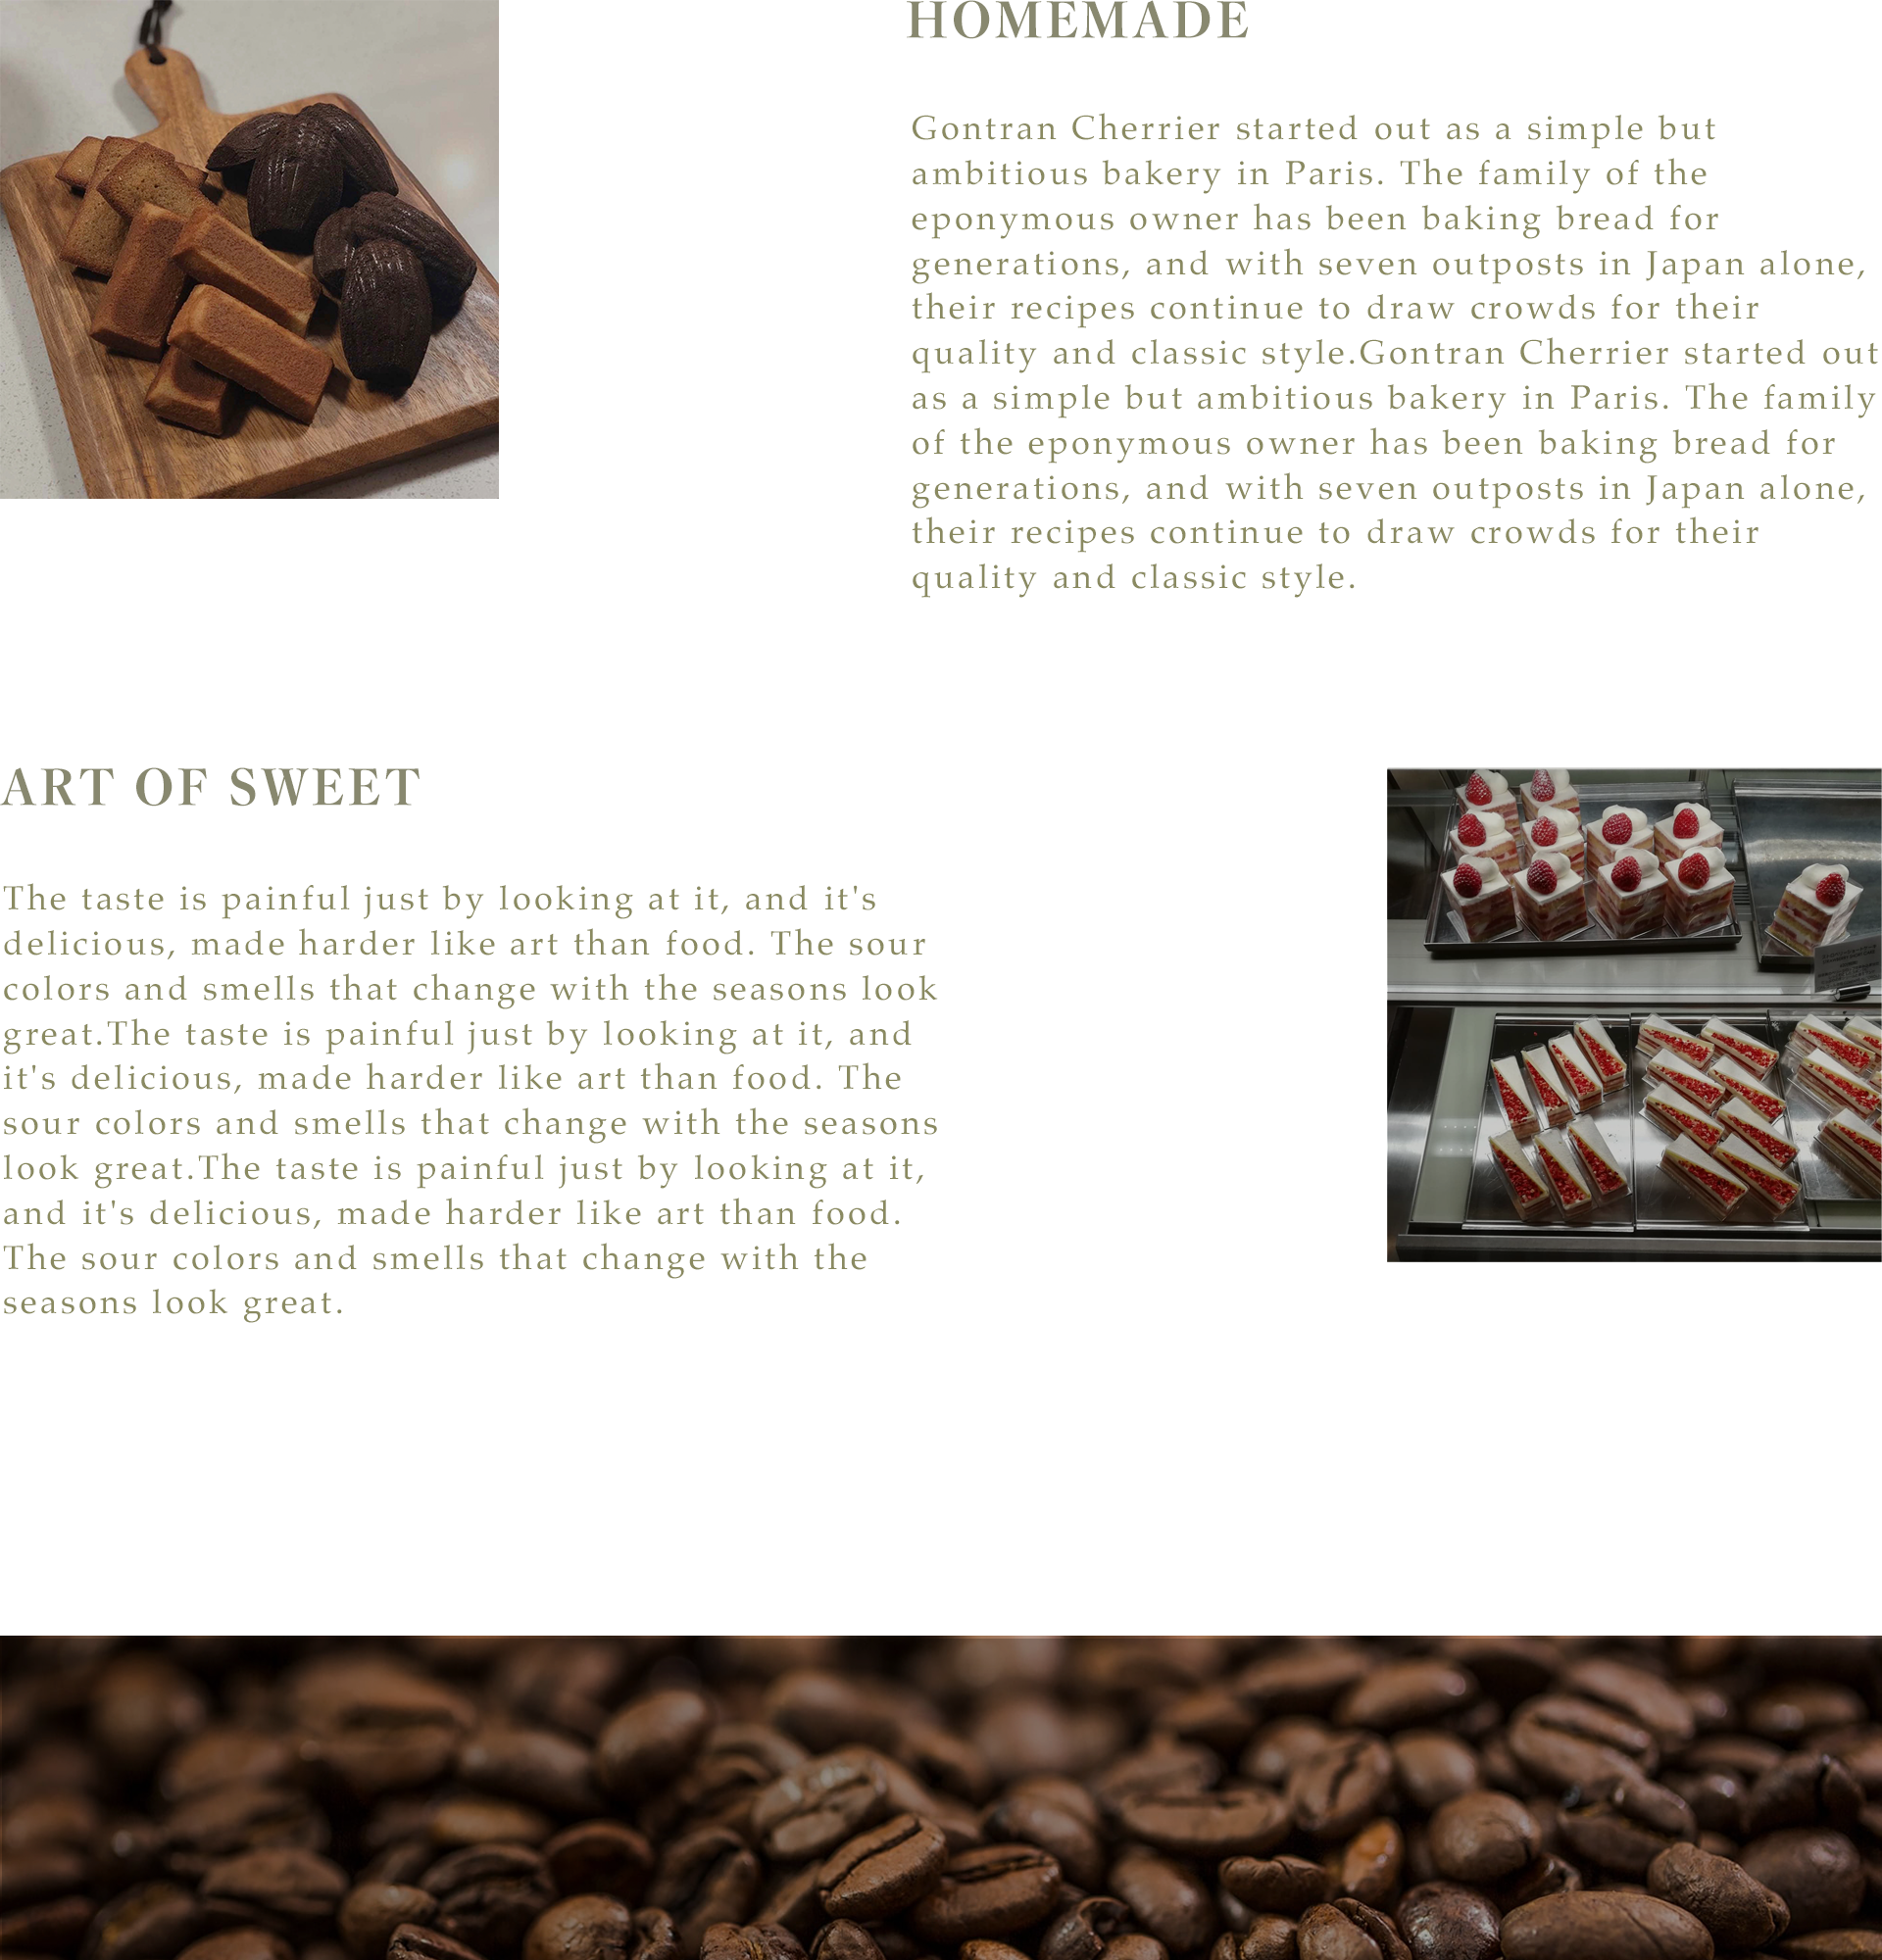 HOMEMADE
Gontran Cherrier started out as a simple but
ambitious bakery in Paris. The family of the
eponymous owner has been baking bread for
generations, and with seven outposts in Japan alone,
their recipes continue to draw crowds for their
quality and classic style.Gontran Cherrier started out
as a simple but ambitious bakery in Paris. The family
of the eponymous owner has been baking bread for
generations, and with seven outposts in Japan alone,
their recipes continue to draw crowds for their
quality and classic style.
ART OF SWEET
The taste is painful just by looking at it, and it's
delicious, made harder like art than food. The sour
colors and smells that change with the seasons look
great.The taste is painful just by looking at it, and
it's delicious, made harder like art than food. The
sour colors and smells that change with the seasons
look great.The taste is painful just by looking at it,
and it's delicious, made harder like art than food.
The sour colors and smells that change with the
seasons look great.